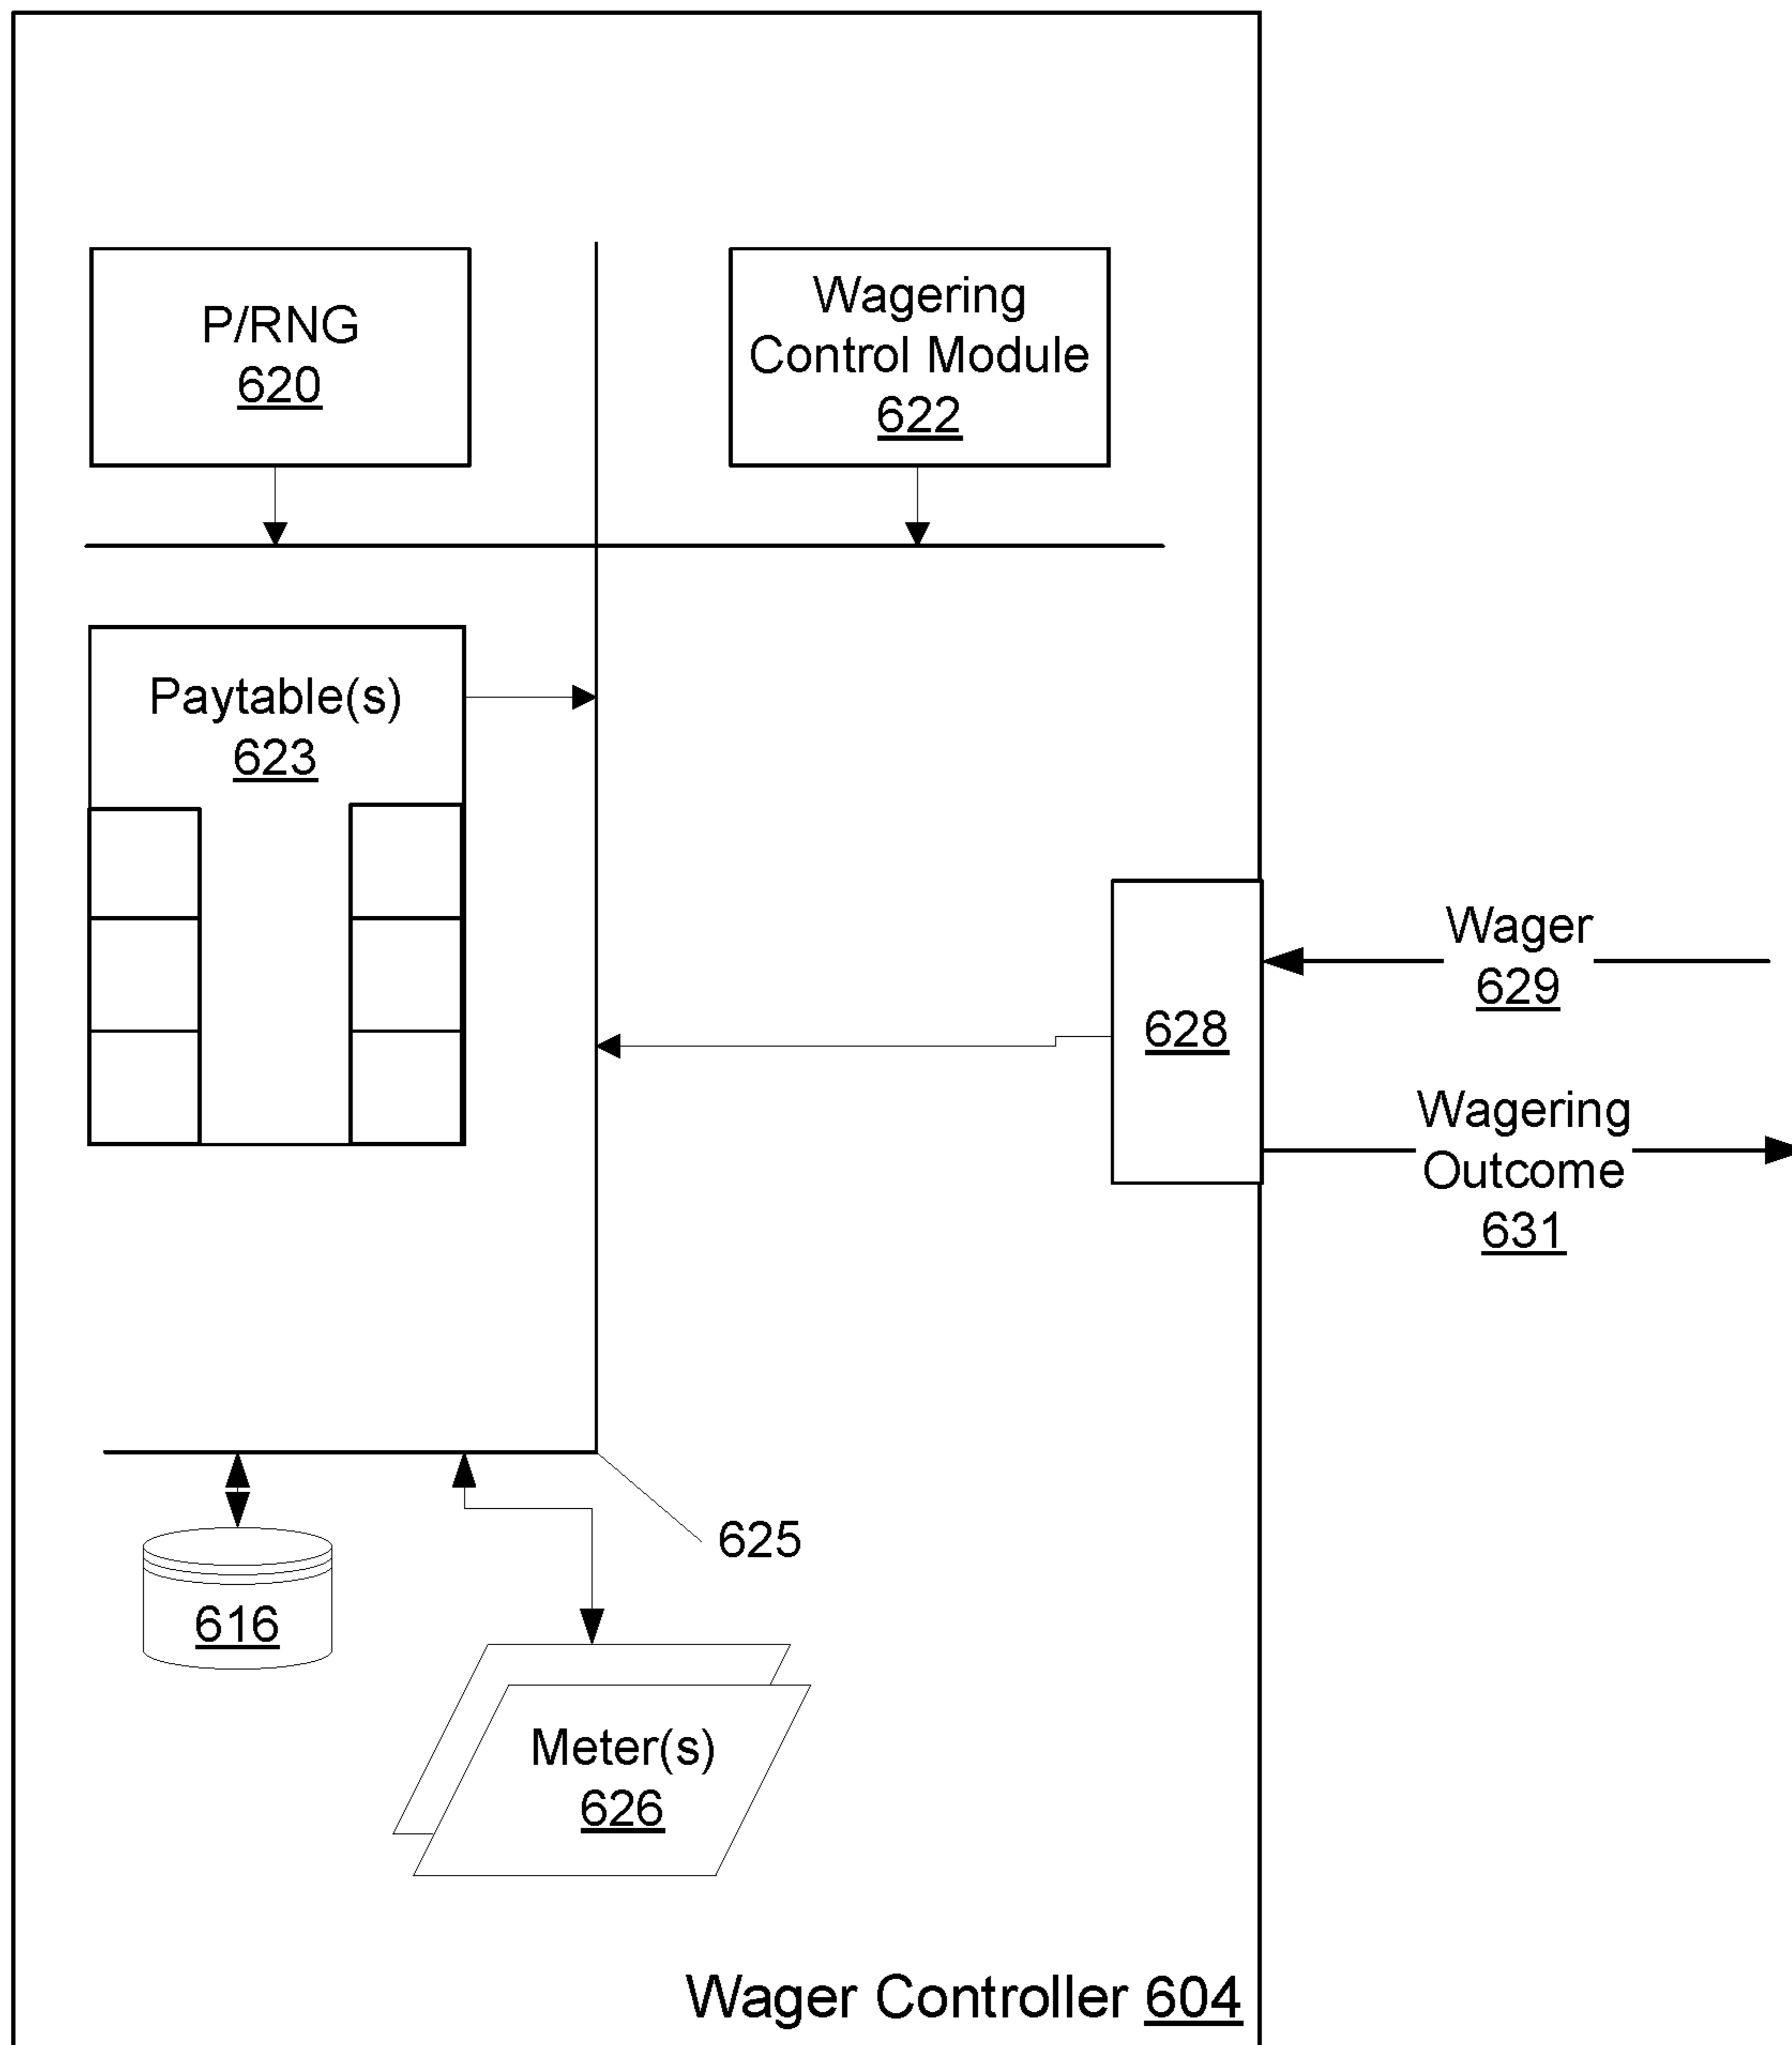 P/RNG
620
Wagering
Control Module
622
Paytable(s)
623
Wager
629
628
Wagering
Outcome
631
625
616
Meter(s)
626
Wager Controller 604